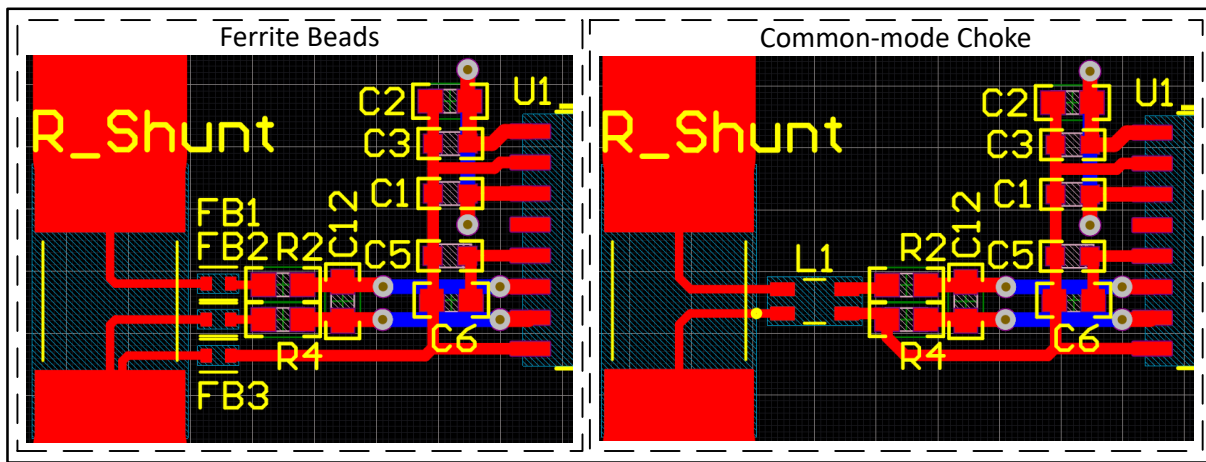 Ferrite Beads
C2
U1
R_Shunt
C3
C1
FB1
C12
FB2
R2
C5
R4
C6
FB3
Common-mode Choke
C2
U1
R_Shunt
C3
C1
C12
R2
C5
L1
R4
C6